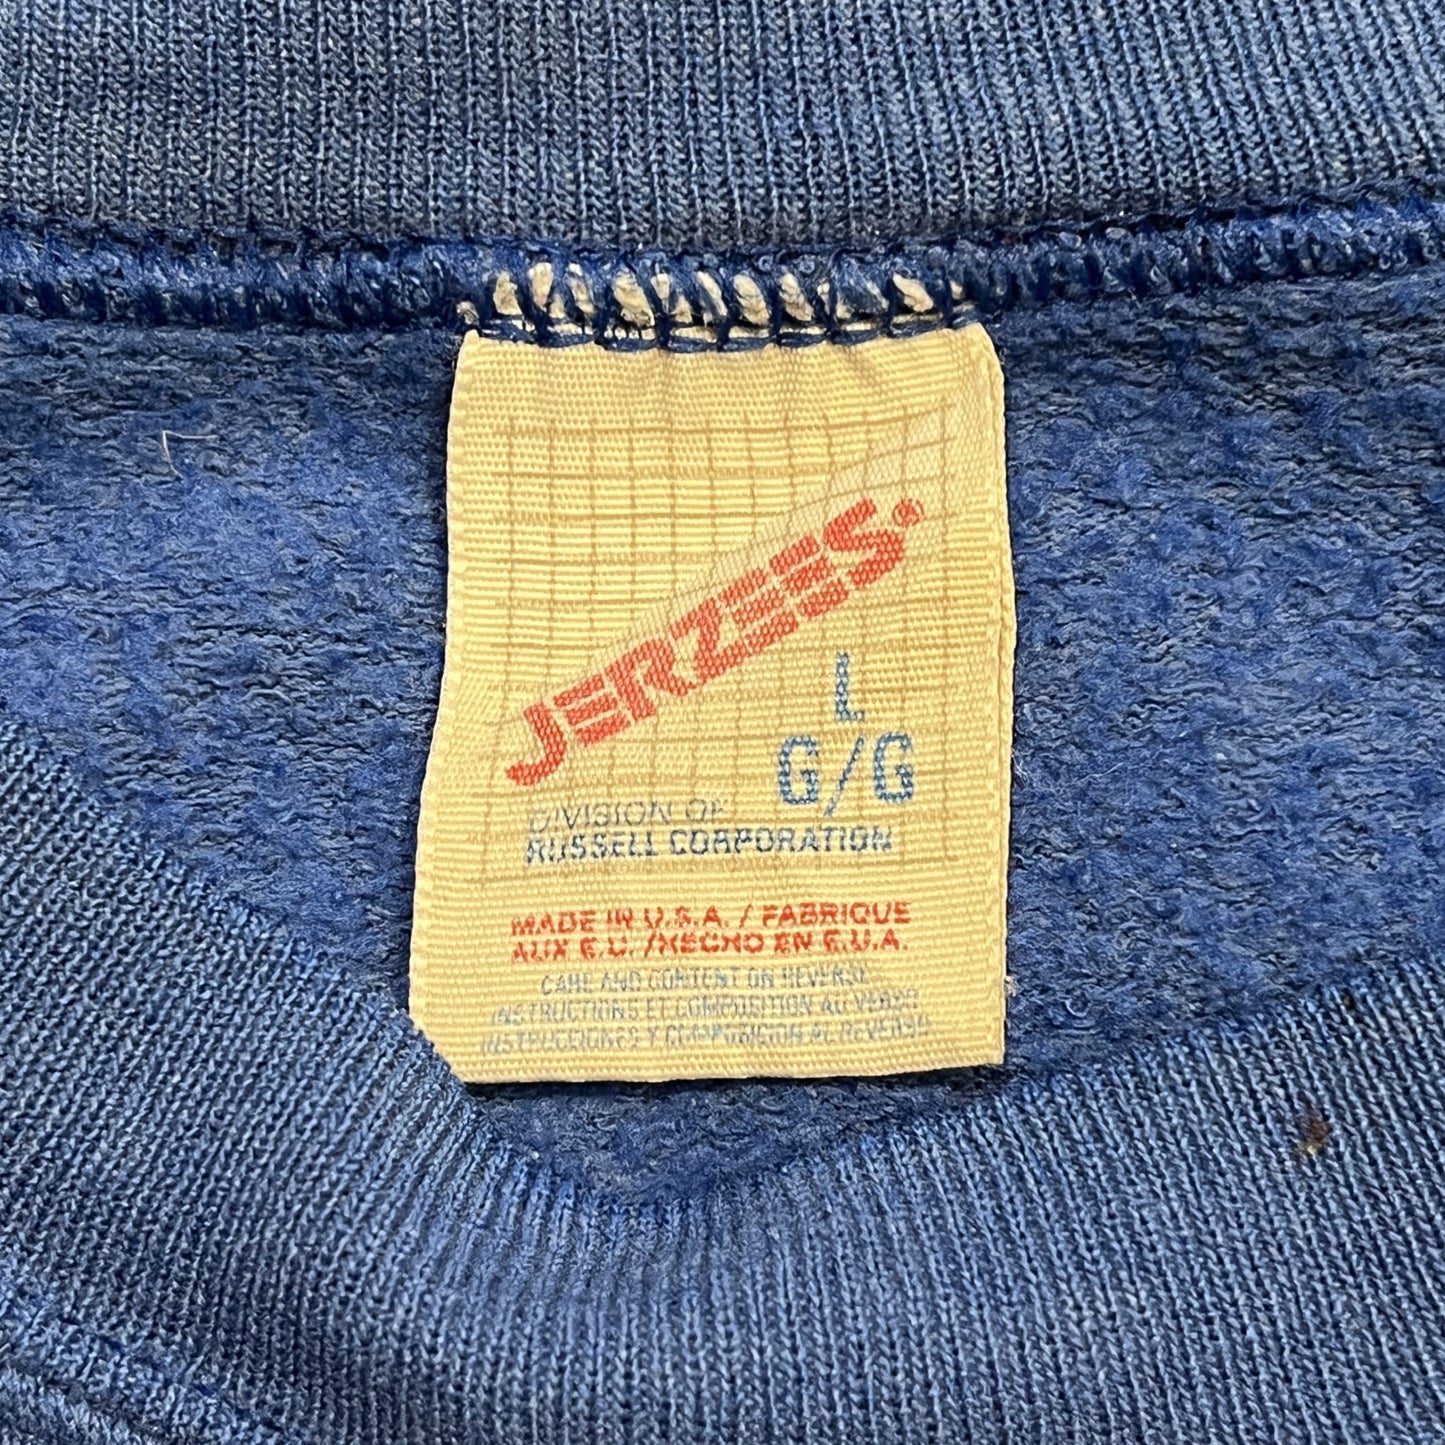 JERZEES®
L
G/G
DIVISION OF
RUSSELL CORPORATION
MADE IN U.S.A. / FABRIQUE
AUX E.U. / HECHO EN E.U.A.
CARE AND CONTENT ON REVERSE
INSTRUCTIONS ET COMPOSITION AU VERSO
INSTRUCCIONES Y COMPOSICION AL REVERSO